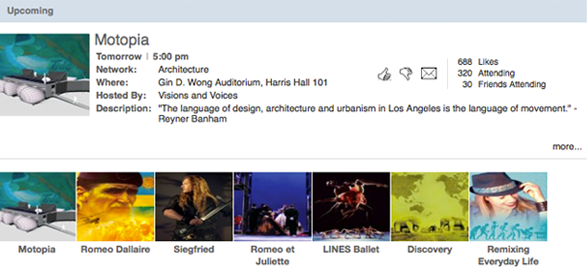 Upcoming
Motopia
Tomorrow | 5:00 pm
Network: Architecture
Where: Gin D. Wong Auditorium, Harris Hall 101
Hosted By: Visions and Voices
Description: "The language of design, architecture and urbanism in Los Angeles is the language of movement." -
Reyner Banham
688 Likes
320 Attending
30 Friends Attending
more...
Motopia
Romeo Dallaire
Siegfried
Romeo et
Juliette
LINES Ballet
Discovery
Remixing
Everyday Life